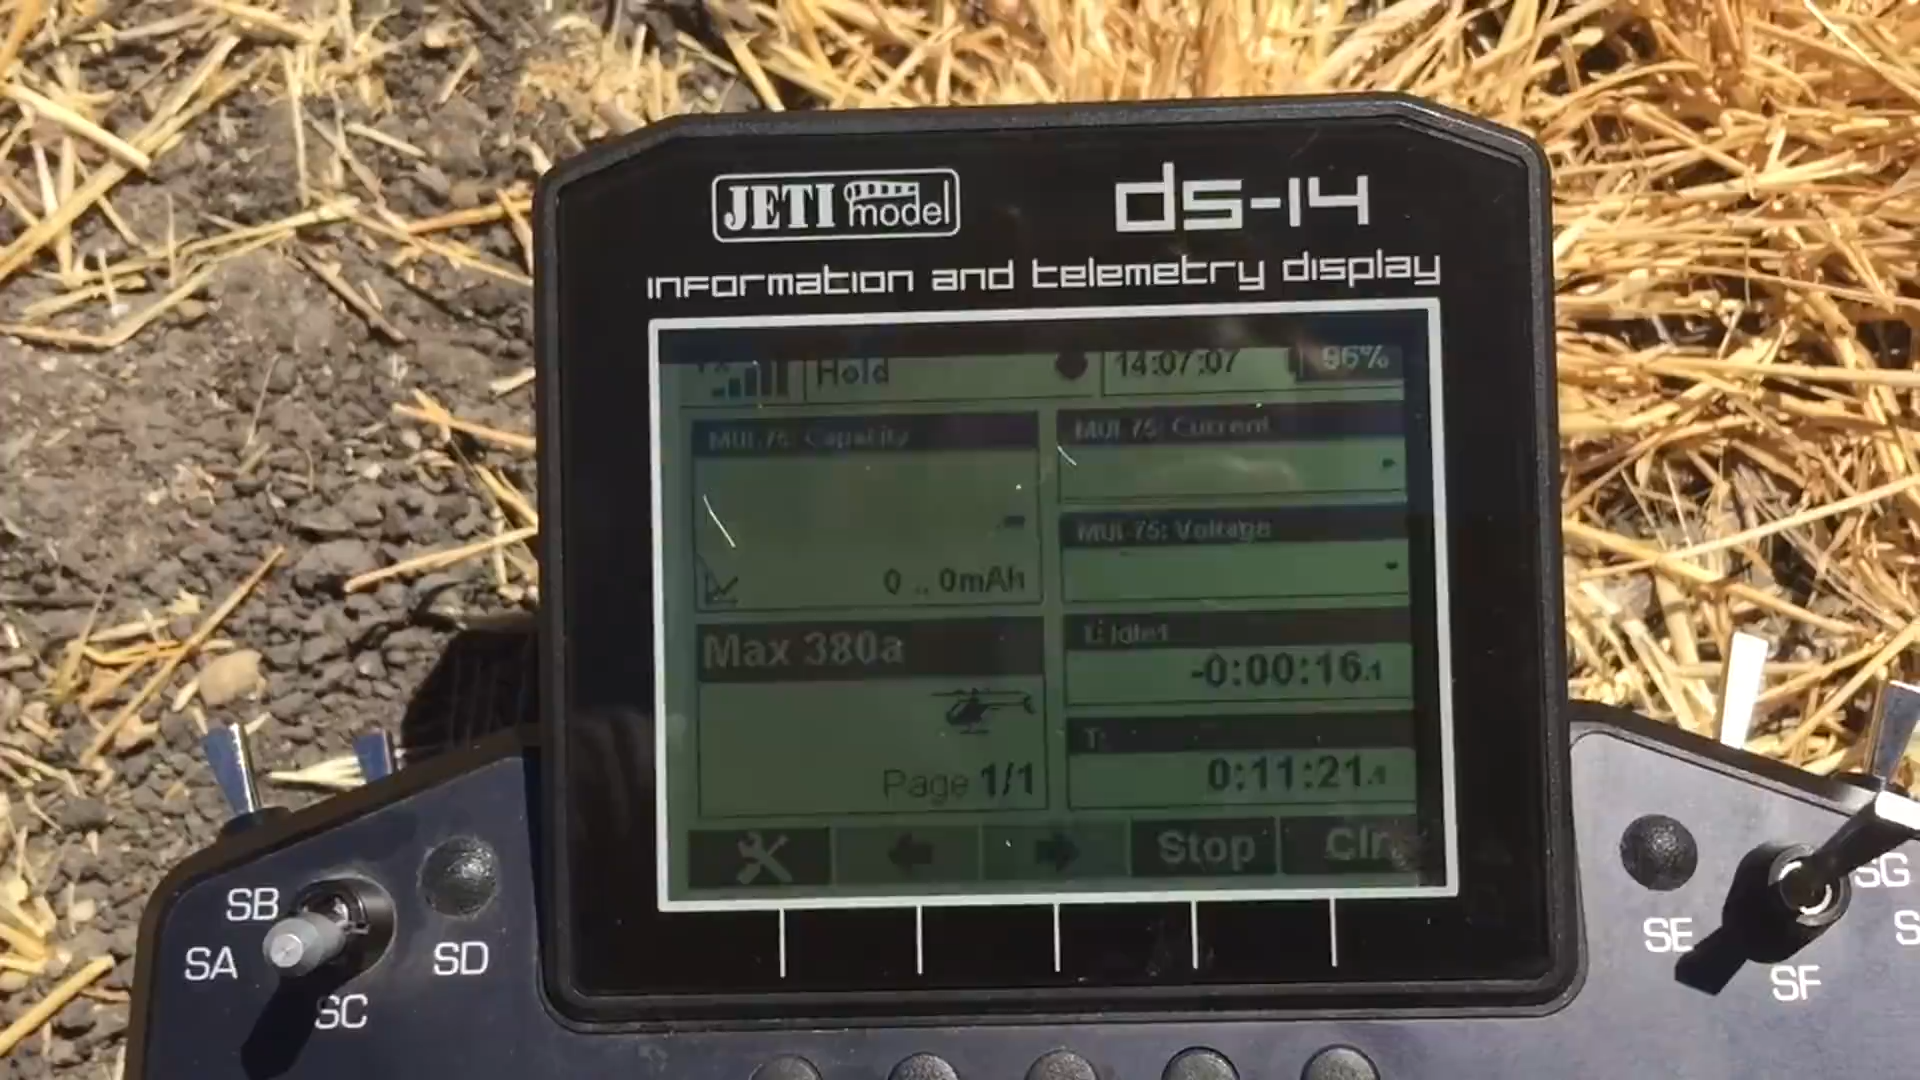 JETI model
ds-14
information and telemetry display
Hold
14:07:07
96%
MUI-75: Capacity
0 .. 0mAh
MUI-75: Current
MUI-75: Voltage
Max 380a
Page 1/1
Idle1
-0:00:16.1
T:
0:11:21
Stop
Clr
SB
SA
SD
SC
SE
SF
SG